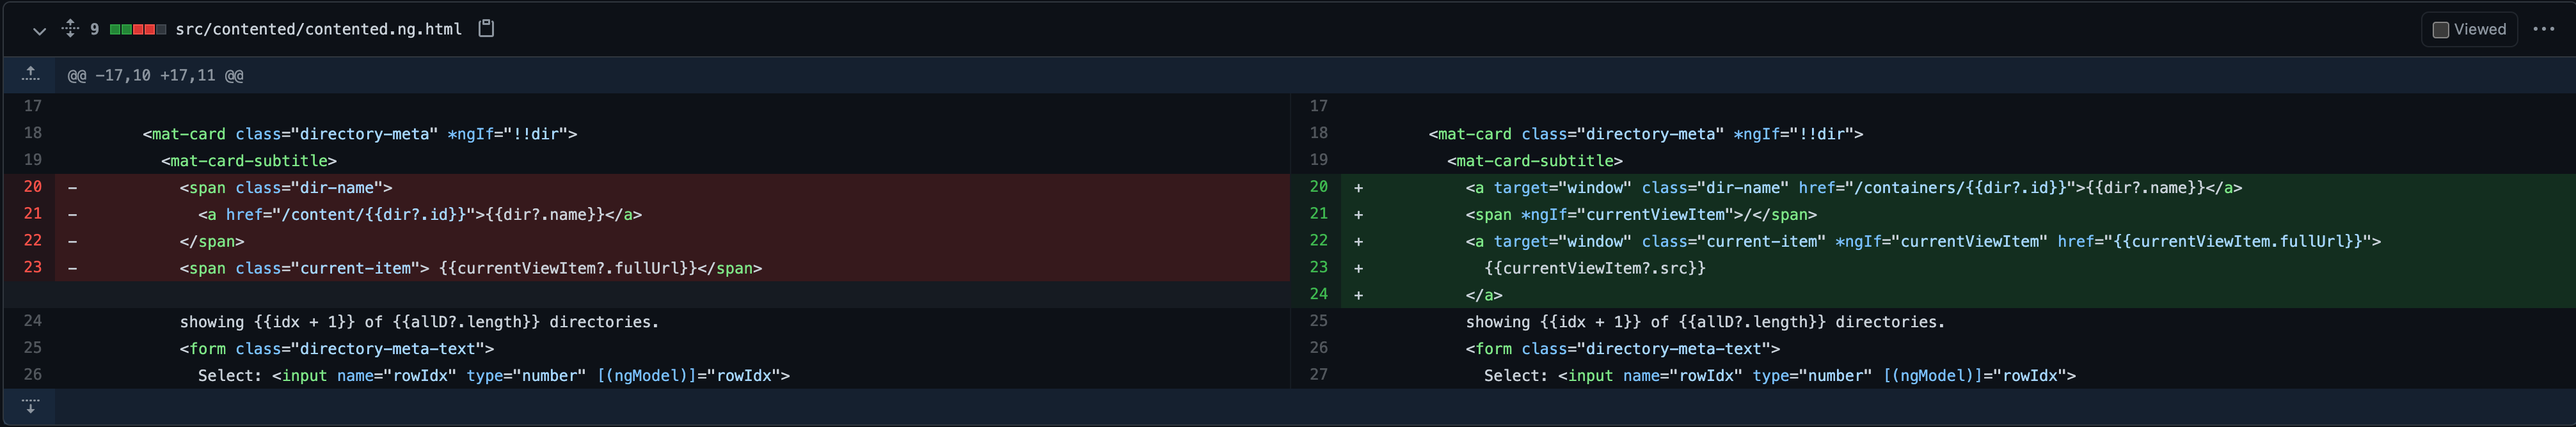 9 src/contented/contented.ng.html Viewed
@@ -17,10 +17,11 @@
17
18 <mat-card class="directory-meta" *ngIf="!!dir">
19 <mat-card-subtitle>
20 - <span class="dir-name">
21 - <a href="/content/{{dir?.id}}">{{dir?.name}}</a>
22 - </span>
23 - <span class="current-item"> {{currentViewItem?.fullUrl}}</span>
24 showing {{idx + 1}} of {{allD?.length}} directories.
25 <form class="directory-meta-text">
26 Select: <input name="rowIdx" type="number" [(ngModel)]="rowIdx">
17
18 <mat-card class="directory-meta" *ngIf="!!dir">
19 <mat-card-subtitle>
20 + <a target="window" class="dir-name" href="/containers/{{dir?.id}}">{{dir?.name}}</a>
21 + <span *ngIf="currentViewItem">/</span>
22 + <a target="window" class="current-item" *ngIf="currentViewItem" href="{{currentViewItem.fullUrl}}">
23 + {{currentViewItem?.src}}
24 + </a>
25 showing {{idx + 1}} of {{allD?.length}} directories.
26 <form class="directory-meta-text">
27 Select: <input name="rowIdx" type="number" [(ngModel)]="rowIdx">